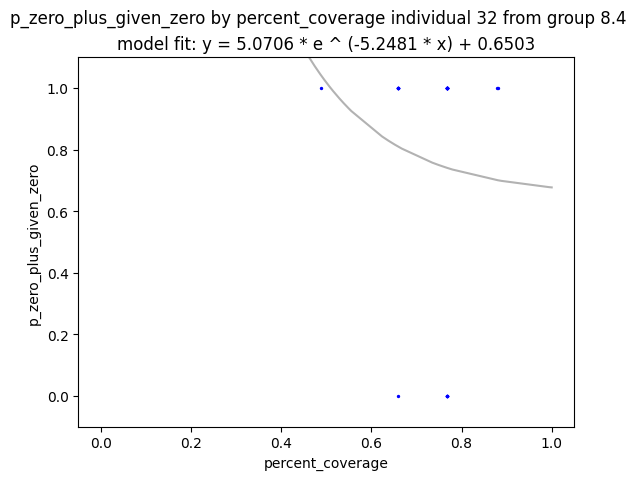 p_zero_plus_given_zero by percent_coverage individual 32 from group 8.4
model fit: y = 5.0706 * e ^ (-5.2481 * x) + 0.6503
1.0
0.8
0.6
0.4
0.2
0.0
p_zero_plus_given_zero
0.0 0.2 0.4 0.6 0.8 1.0
percent_coverage